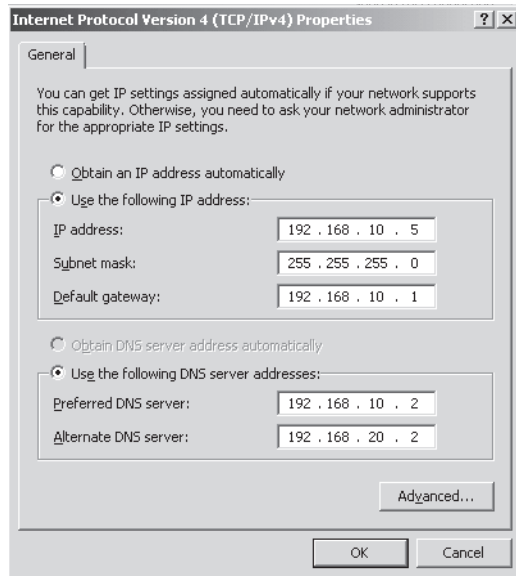 Internet Protocol Version 4 (TCP/IPv4) Properties
General
You can get IP settings assigned automatically if your network supports
this capability. Otherwise, you need to ask your network administrator
for the appropriate IP settings.
Obtain an IP address automatically
Use the following IP address:
IP address: 192 . 168 . 10 . 5
Subnet mask: 255 . 255 . 255 . 0
Default gateway: 192 . 168 . 10 . 1
Obtain DNS server address automatically
Use the following DNS server addresses:
Preferred DNS server: 192 . 168 . 10 . 2
Alternate DNS server: 192 . 168 . 20 . 2
Advanced...
OK Cancel